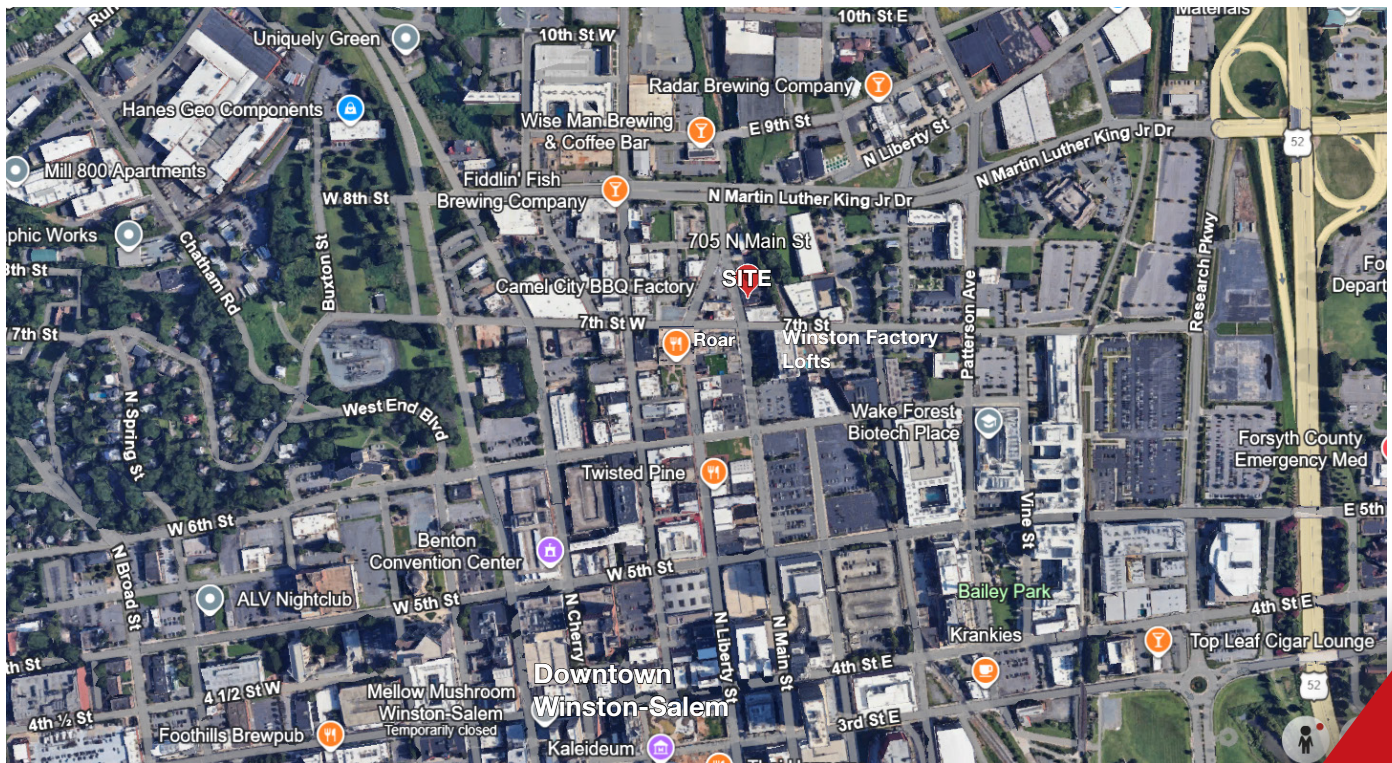 Run
Uniquely Green
10th St W
10th St E
Materials
Hanes Geo Components
Radar Brewing Company
Wise Man Brewing
& Coffee Bar
E 9th St
N Liberty St
N Martin Luther King Jr Dr
52
Mill 800 Apartments
Fiddlin' Fish
Brewing Company
W 8th St
N Martin Luther King Jr Dr
phic Works
8th St
Chatham Rd
Buxton St
705 N Main St
SITE
Camel City BBQ Factory
Patterson Ave
Research Pkwy
For
Depart
7th St
7th St W
7th St
Roar
Winston Factory
Lofts
N Spring St
West End Blvd
Wake Forest
Biotech Place
Forsyth County
Emergency Med
Twisted Pine
W 6th St
Vine St
E 5th
Benton
Convention Center
W 5th St
N Broad St
ALV Nightclub
W 5th St
N Cherry
N Liberty St
N Main St
Bailey Park
4th St E
Krankies
Top Leaf Cigar Lounge
th St
4th St E
Downtown
Winston-Salem
4 1/2 St W
Mellow Mushroom
Winston-Salem
Temporarily closed
52
4th ½ St
Foothills Brewpub
3rd St E
Kaleideum